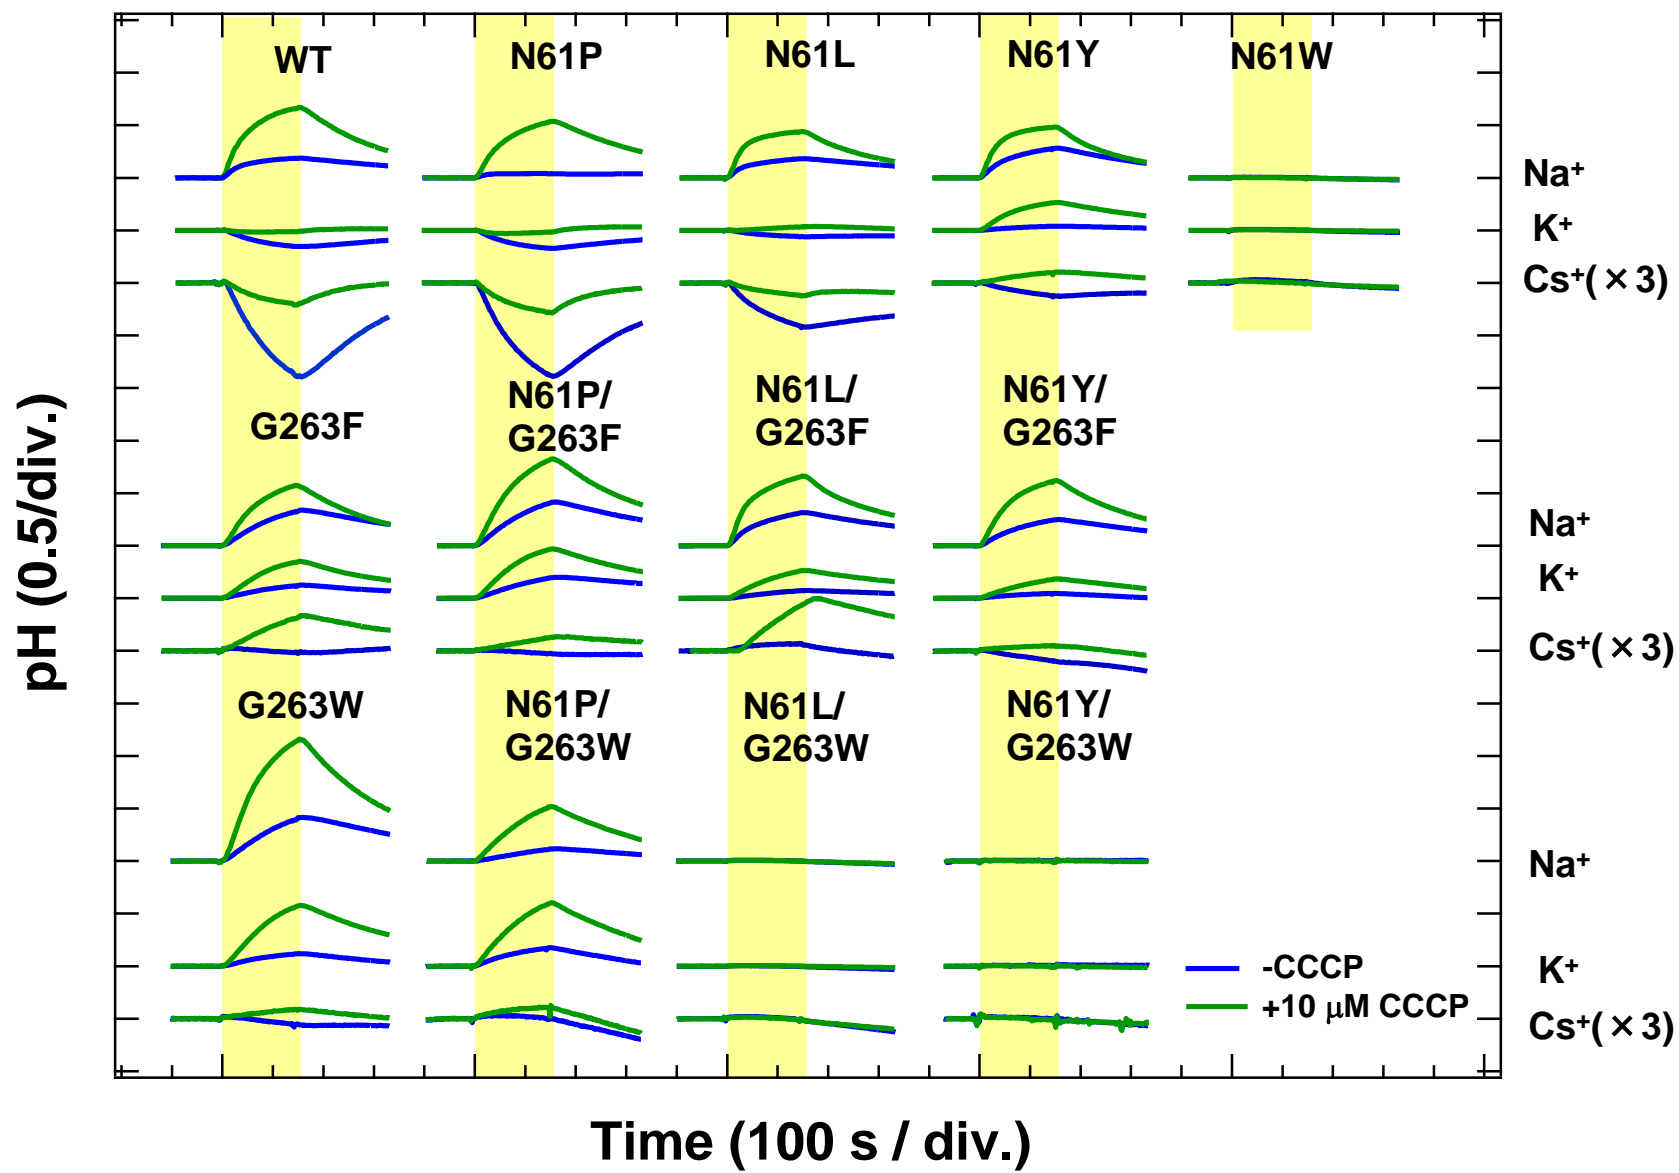 WT
N61P
N61L
N61Y
N61W
Na⁺
K⁺
Cs⁺(×3)
G263F
N61P/
G263F
N61L/
G263F
N61Y/
G263F
Na⁺
K⁺
Cs⁺(×3)
G263W
N61P/
G263W
N61L/
G263W
N61Y/
G263W
Na⁺
K⁺
Cs⁺(×3)
-CCCP
+10 μM CCCP
pH (0.5/div.)
Time (100 s / div.)